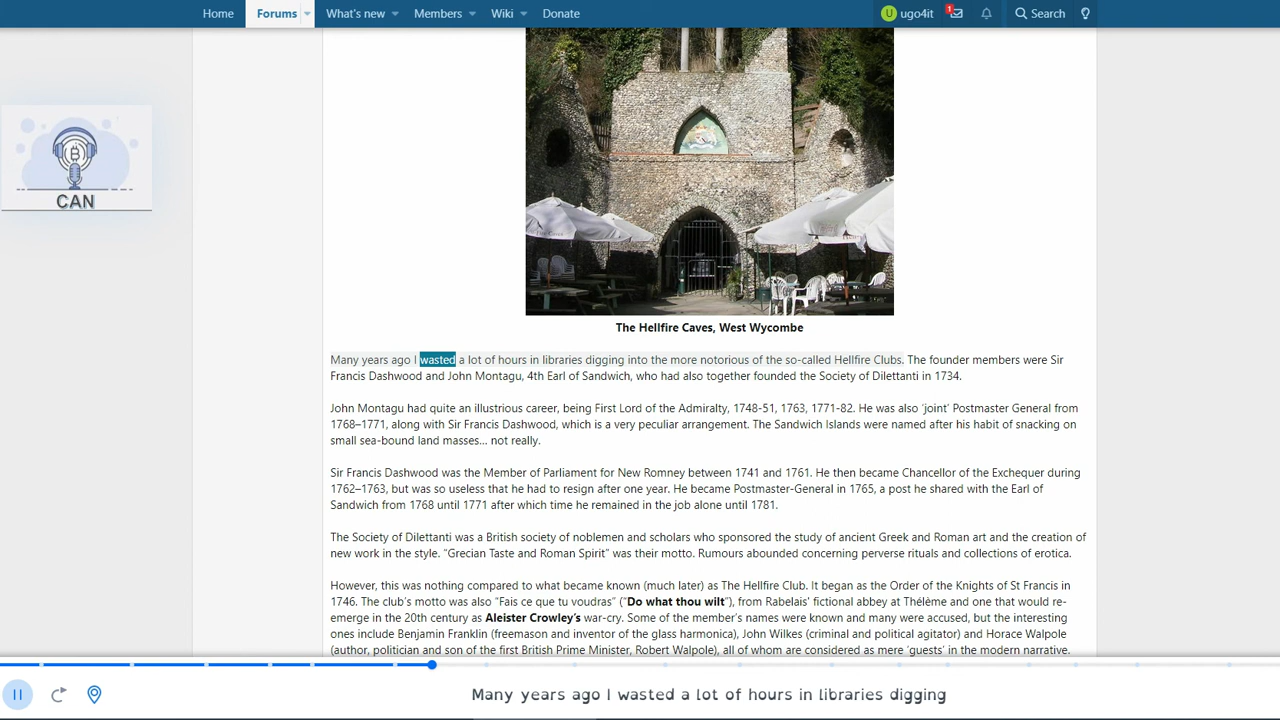 Home Forums What's new Members Wiki Donate U ugo4it 1 Search
CAN
The Hellfire Caves, West Wycombe
Many years ago I wasted a lot of hours in libraries digging into the more notorious of the so-called Hellfire Clubs. The founder members were Sir
Francis Dashwood and John Montagu, 4th Earl of Sandwich, who had also together founded the Society of Dilettanti in 1734.
John Montagu had quite an illustrious career, being First Lord of the Admiralty, 1748-51, 1763, 1771-82. He was also 'joint' Postmaster General from
1768–1771, along with Sir Francis Dashwood, which is a very peculiar arrangement. The Sandwich Islands were named after his habit of snacking on
small sea-bound land masses... not really.
Sir Francis Dashwood was the Member of Parliament for New Romney between 1741 and 1761. He then became Chancellor of the Exchequer during
1762–1763, but was so useless that he had to resign after one year. He became Postmaster-General in 1765, a post he shared with the Earl of
Sandwich from 1768 until 1771 after which time he remained in the job alone until 1781.
The Society of Dilettanti was a British society of noblemen and scholars who sponsored the study of ancient Greek and Roman art and the creation of
new work in the style. "Grecian Taste and Roman Spirit" was their motto. Rumours abounded concerning perverse rituals and collections of erotica.
However, this was nothing compared to what became known (much later) as The Hellfire Club. It began as the Order of the Knights of St Francis in
1746. The club's motto was also "Fais ce que tu voudras" ("Do what thou wilt"), from Rabelais' fictional abbey at Thélème and one that would re-
emerge in the 20th century as Aleister Crowley's war-cry. Some of the member's names were known and many were accused, but the interesting
ones include Benjamin Franklin (freemason and inventor of the glass harmonica), John Wilkes (criminal and political agitator) and Horace Walpole
(author, politician and son of the first British Prime Minister, Robert Walpole), all of whom are considered as mere 'guests' in the modern narrative.
Many years ago I wasted a lot of hours in libraries digging